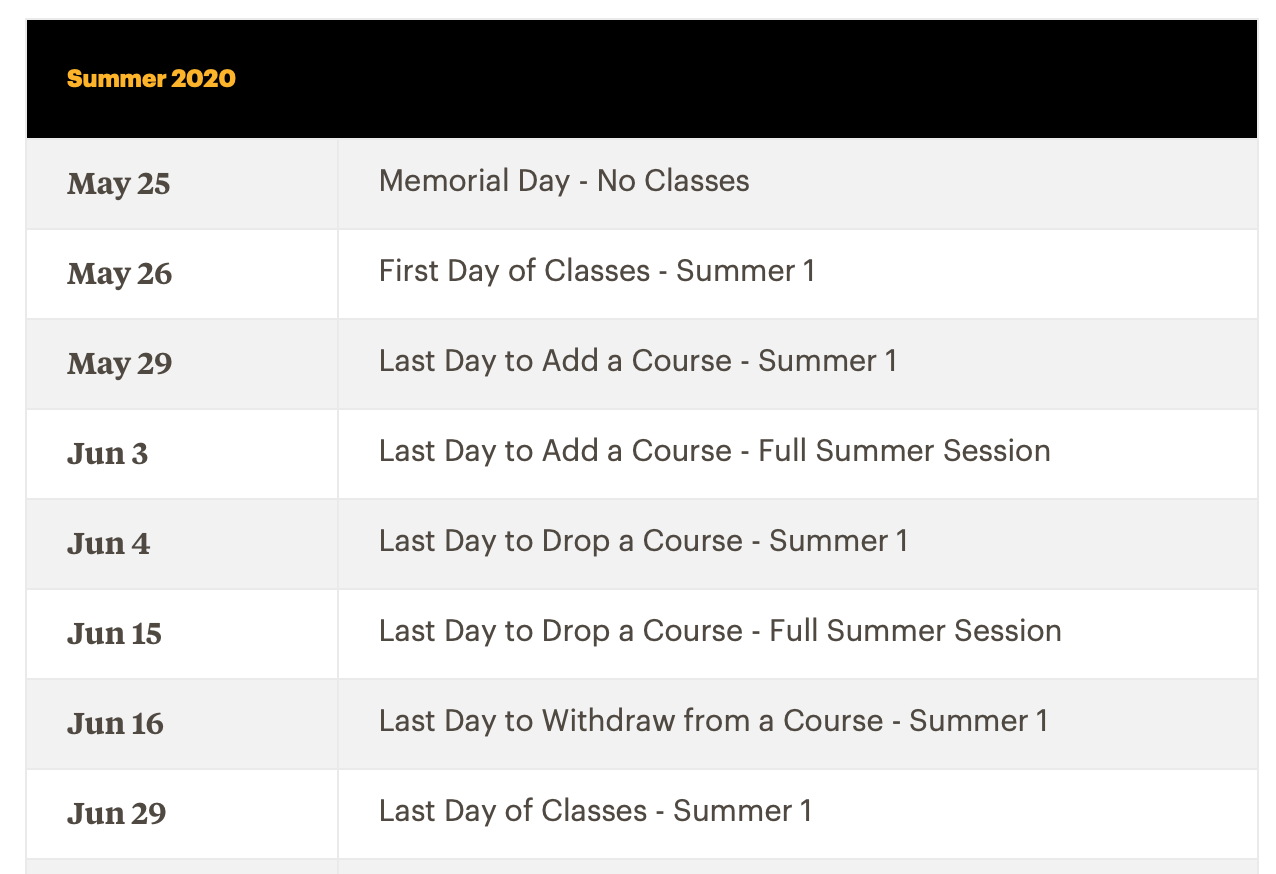 Summer 2020
May 25 Memorial Day - No Classes
May 26 First Day of Classes - Summer 1
May 29 Last Day to Add a Course - Summer 1
Jun 3 Last Day to Add a Course - Full Summer Session
Jun 4 Last Day to Drop a Course - Summer 1
Jun 15 Last Day to Drop a Course - Full Summer Session
Jun 16 Last Day to Withdraw from a Course - Summer 1
Jun 29 Last Day of Classes - Summer 1